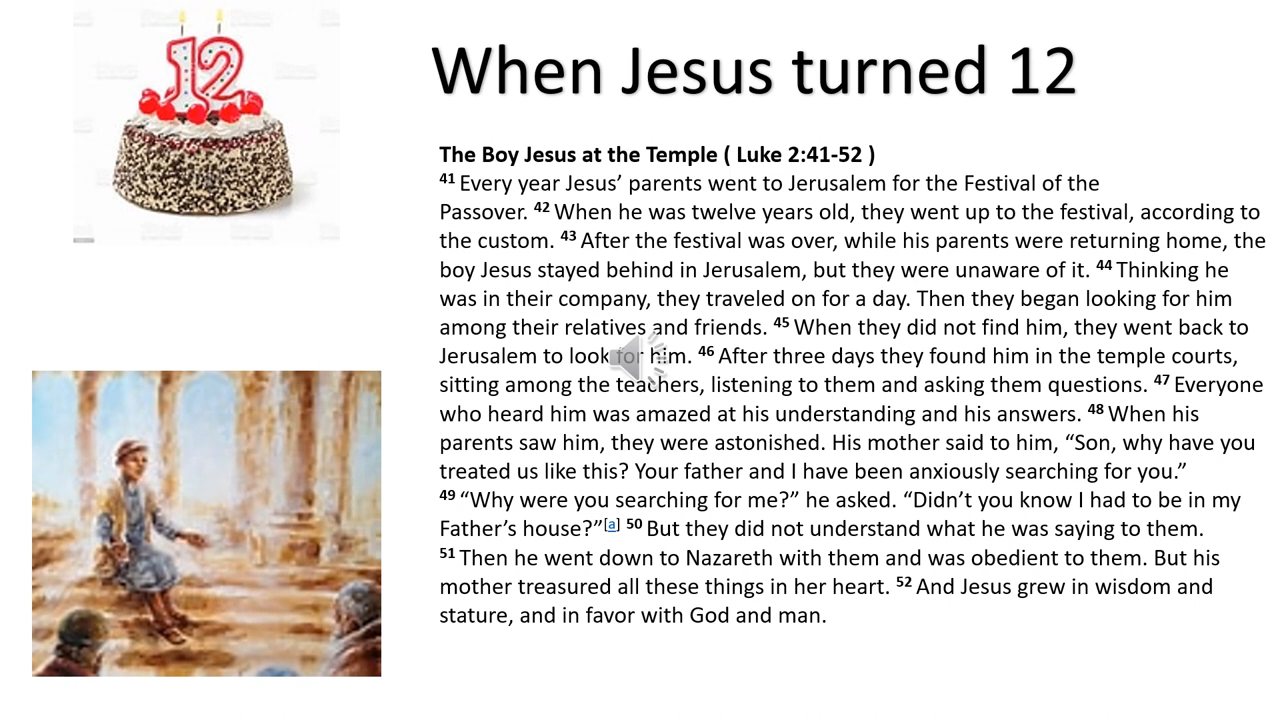 12
When Jesus turned 12
The Boy Jesus at the Temple ( Luke 2:41-52 )
41 Every year Jesus’ parents went to Jerusalem for the Festival of the
Passover. 42 When he was twelve years old, they went up to the festival, according to
the custom. 43 After the festival was over, while his parents were returning home, the
boy Jesus stayed behind in Jerusalem, but they were unaware of it. 44 Thinking he
was in their company, they traveled on for a day. Then they began looking for him
among their relatives and friends. 45 When they did not find him, they went back to
Jerusalem to look for him. 46 After three days they found him in the temple courts,
sitting among the teachers, listening to them and asking them questions. 47 Everyone
who heard him was amazed at his understanding and his answers. 48 When his
parents saw him, they were astonished. His mother said to him, “Son, why have you
treated us like this? Your father and I have been anxiously searching for you.”
49 “Why were you searching for me?” he asked. “Didn’t you know I had to be in my
Father’s house?”[a] 50 But they did not understand what he was saying to them.
51 Then he went down to Nazareth with them and was obedient to them. But his
mother treasured all these things in her heart. 52 And Jesus grew in wisdom and
stature, and in favor with God and man.